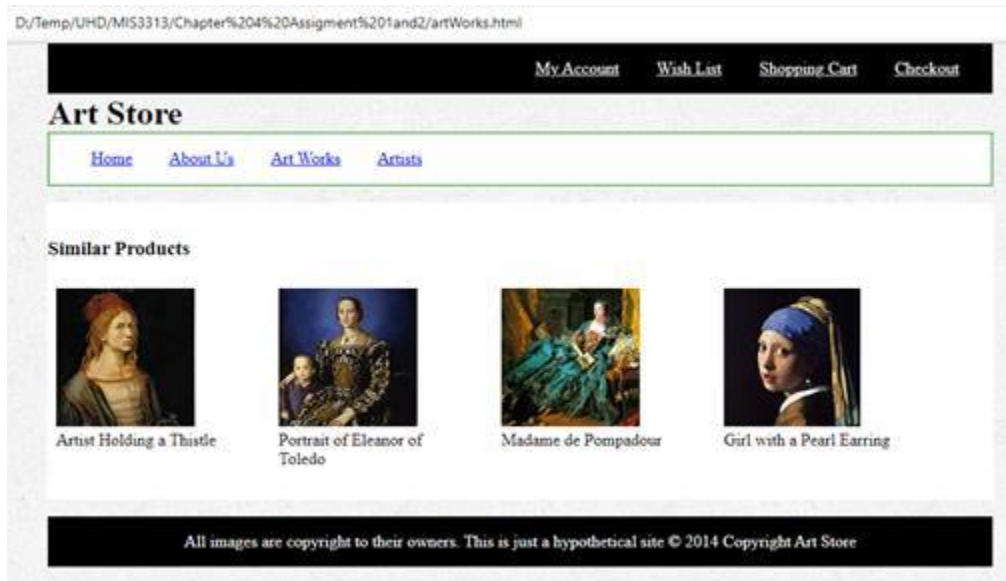 D:/Temp/UHD/MIS3313/Chapter%204%20Assigment%201and2/artWorks.html
My Account Wish List Shopping Cart Checkout
Art Store
Home About Us Art Works Artists
Similar Products
Artist Holding a Thistle
Portrait of Eleanor of
Toledo
Madame de Pompadour
Girl with a Pearl Earring
All images are copyright to their owners. This is just a hypothetical site © 2014 Copyright Art Store